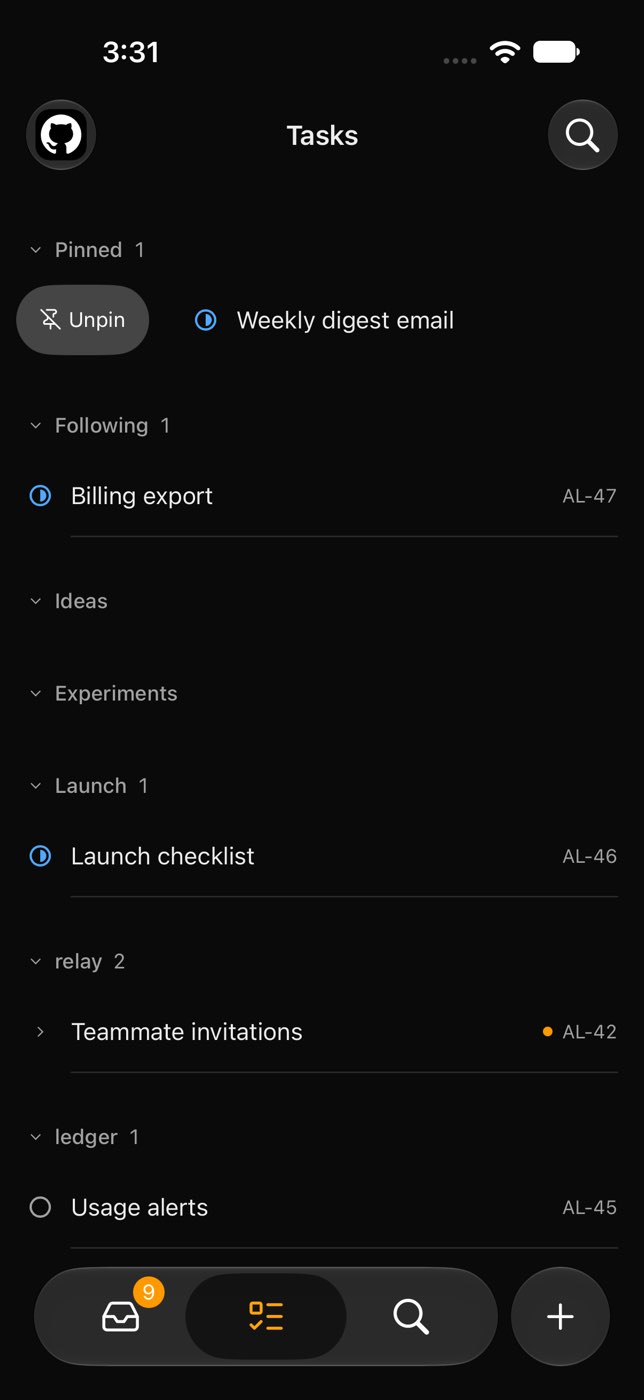 3:31
Tasks
Pinned 1
Unpin
Weekly digest email
Following 1
Billing export AL-47
Ideas
Experiments
Launch 1
Launch checklist AL-46
relay 2
Teammate invitations AL-42
ledger 1
Usage alerts AL-45
9